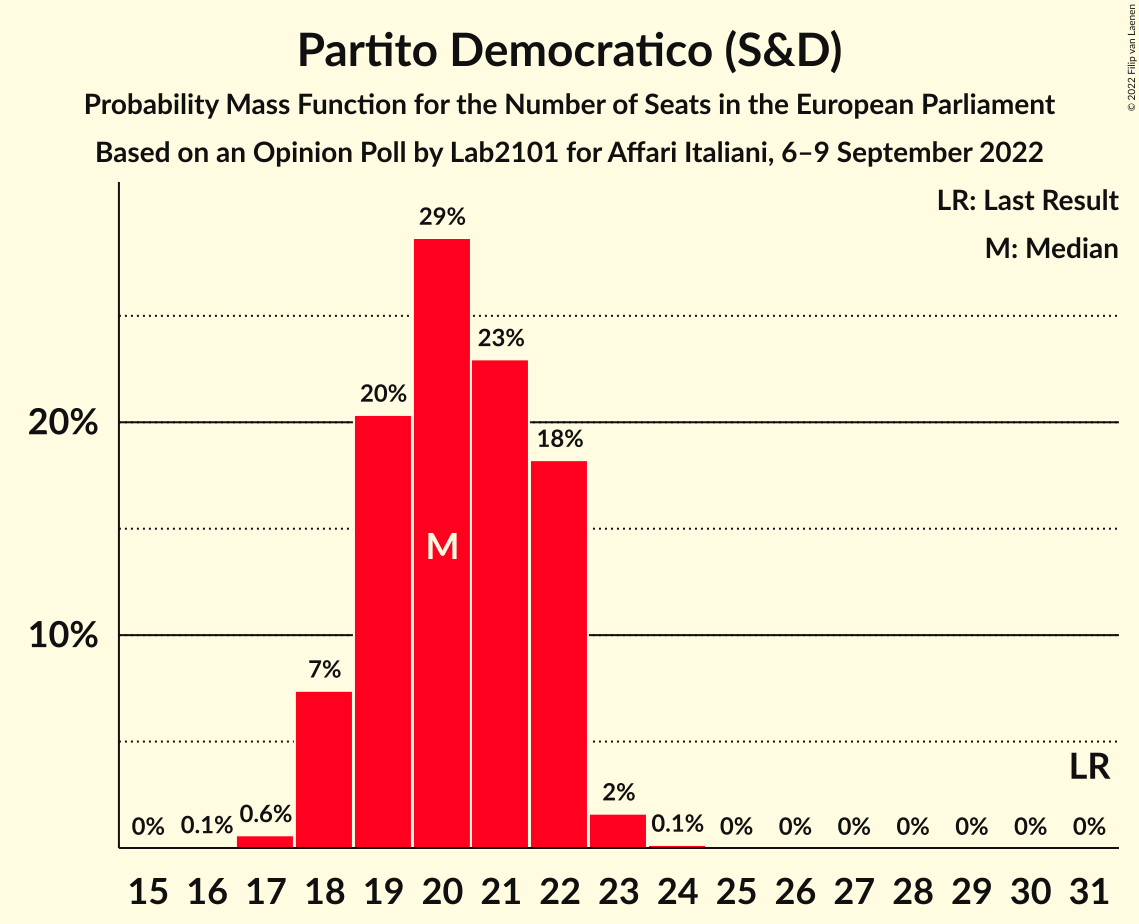 Partito Democratico (S&D)
Probability Mass Function for the Number of Seats in the European Parliament
Based on an Opinion Poll by Lab2101 for Affari Italiani, 6–9 September 2022
© 2022 Filip van Laenen
LR: Last Result
M: Median
29%
23%
20%
20%
18%
M
10%
7%
LR
2%
0% 0.1% 0.6% 0.1% 0% 0% 0% 0% 0% 0% 0%
15 16 17 18 19 20 21 22 23 24 25 26 27 28 29 30 31